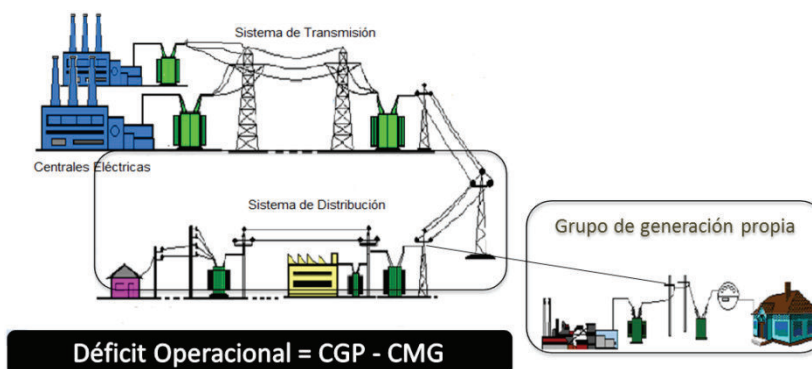 Sistema de Transmisión
Centrales Eléctricas
Sistema de Distribución
Grupo de generación propia
Déficit Operacional = CGP - CMG